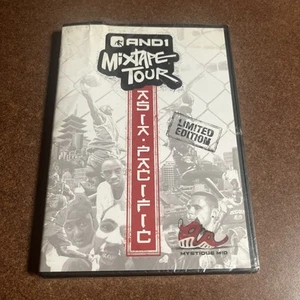 AND1
MiXTAPE
TOUR
ASIA·PACIFIC
LIMITED
EDITION
MYSTIQUE MID